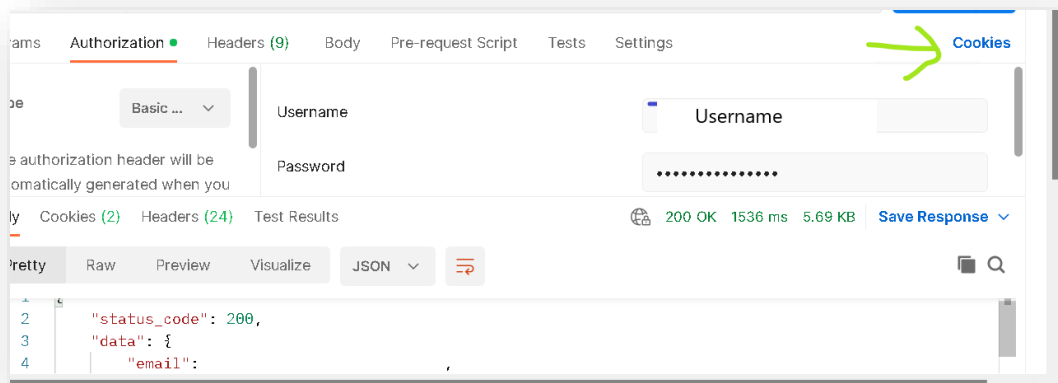 rams Authorization Headers (9) Body Pre-request Script Tests Settings Cookies
pe Basic ... Username Username
e authorization header will be
omatically generated when you Password •••••••••••••••
ly Cookies (2) Headers (24) Test Results 200 OK 1536 ms 5.69 KB Save Response
Pretty Raw Preview Visualize JSON
1 {
2 "status_code": 200,
3 "data": {
4 "email": ,